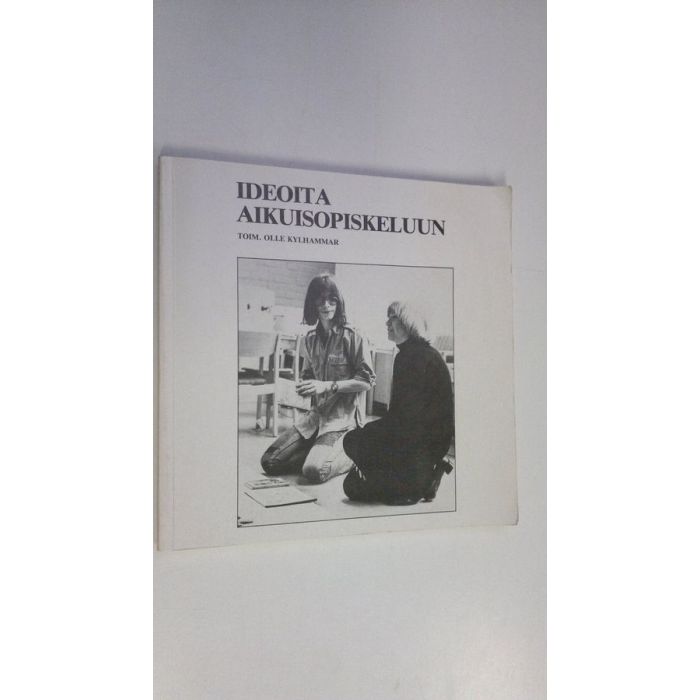 IDEOITA
AIKUISOPISKELUUN
TOIM. OLLE KYLHAMMAR